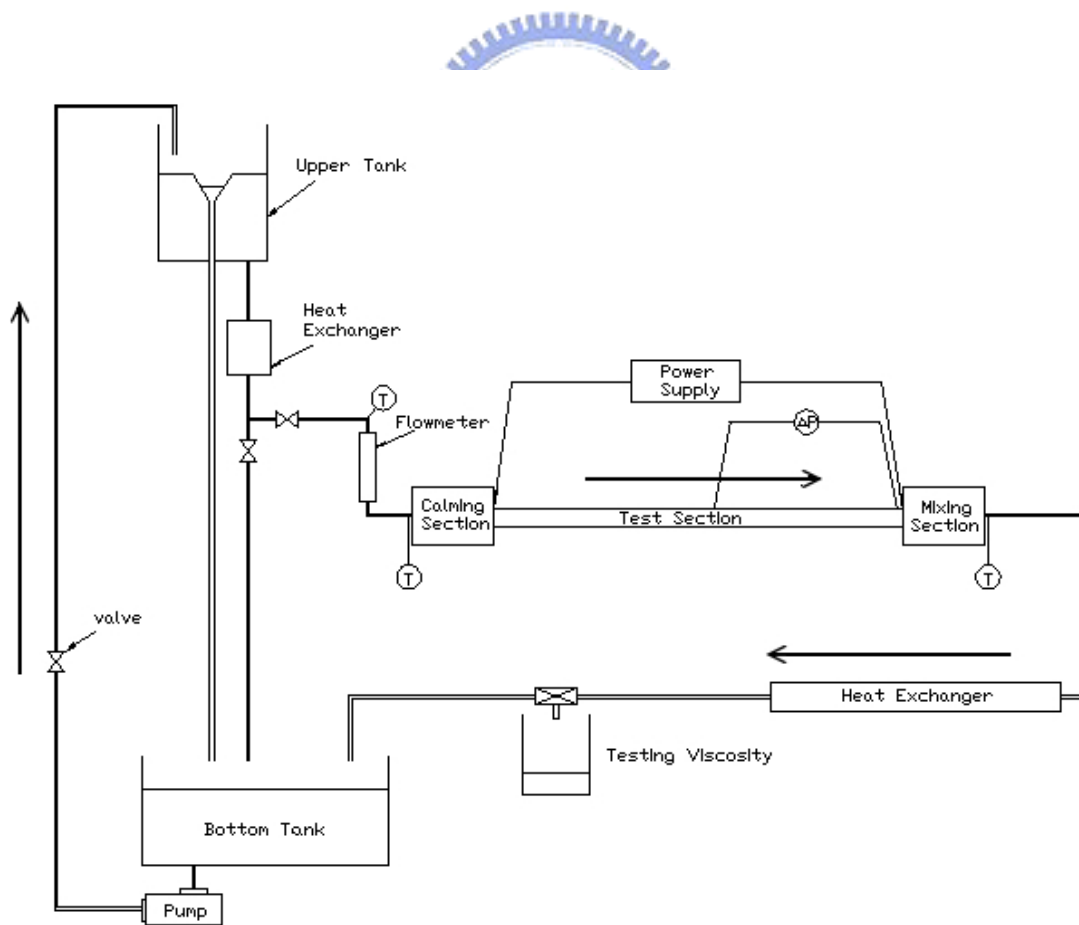 Upper Tank
Heat
Exchanger
T
Flowmeter
Power
Supply
ΔP
Calming
Section
Test Section
Mixing
Section
T
T
valve
Heat Exchanger
Testing Viscosity
Bottom Tank
Pump